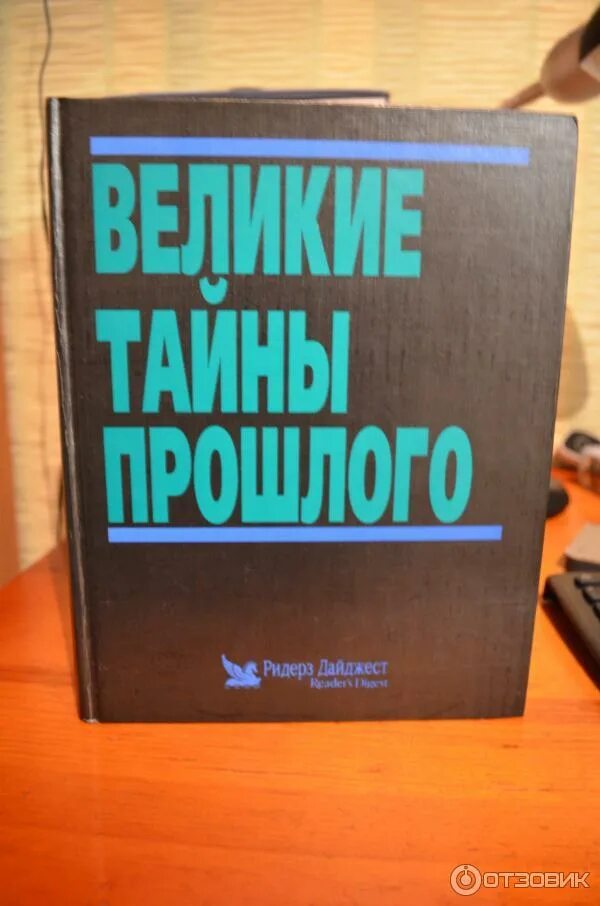 ВЕЛИКИЕ
ТАЙНЫ
ПРОШЛОГО
Ридерз Дайджест
Reader's Digest
ОТЗОВИК